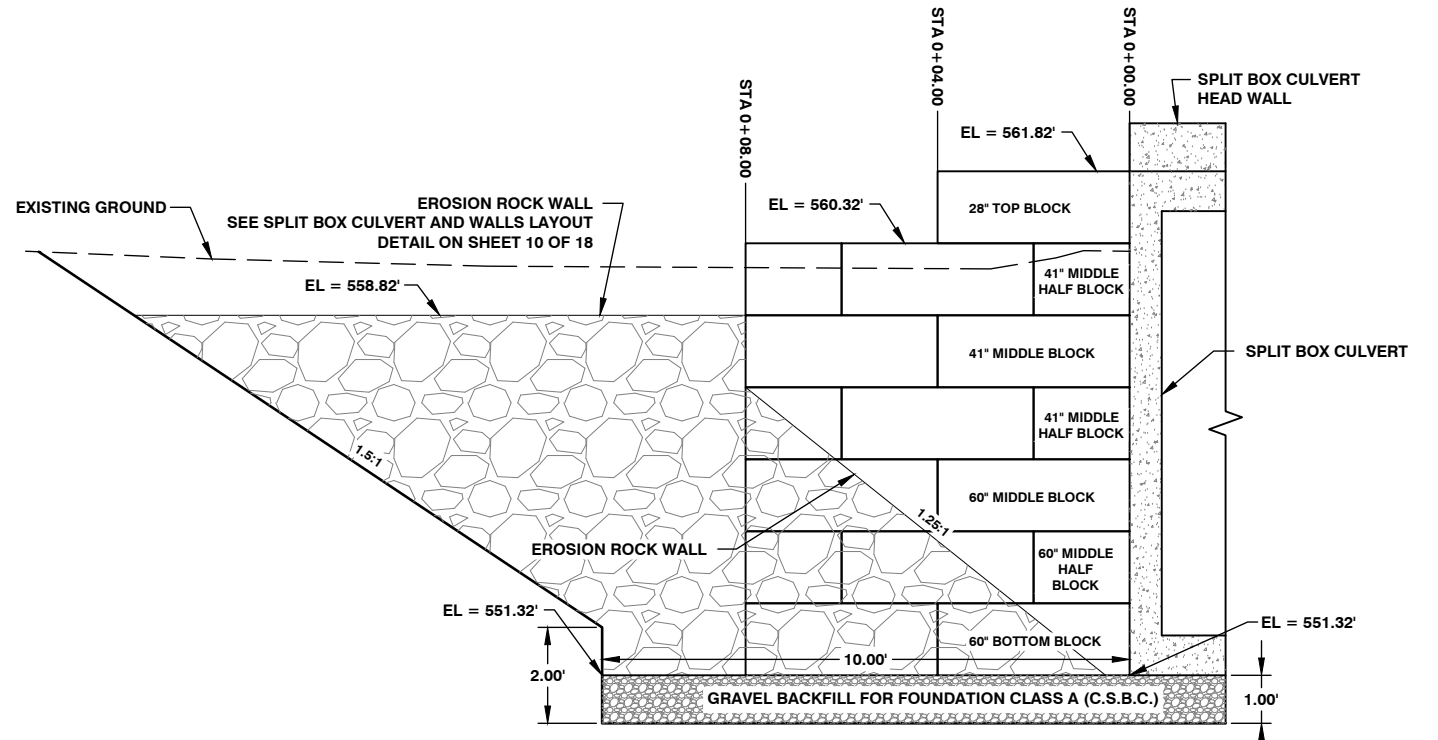 STA 0+08.00
STA 0+04.00
STA 0+00.00
SPLIT BOX CULVERT
HEAD WALL
EL = 561.82'
EXISTING GROUND
EROSION ROCK WALL
SEE SPLIT BOX CULVERT AND WALLS LAYOUT
DETAIL ON SHEET 10 OF 18
EL = 560.32'
28" TOP BLOCK
EL = 558.82'
41" MIDDLE
HALF BLOCK
41" MIDDLE BLOCK
SPLIT BOX CULVERT
41" MIDDLE
HALF BLOCK
1.5:1
60" MIDDLE BLOCK
1.25:1
EROSION ROCK WALL
60" MIDDLE
HALF
BLOCK
EL = 551.32'
EL = 551.32'
60" BOTTOM BLOCK
10.00'
2.00'
GRAVEL BACKFILL FOR FOUNDATION CLASS A (C.S.B.C.)
1.00'